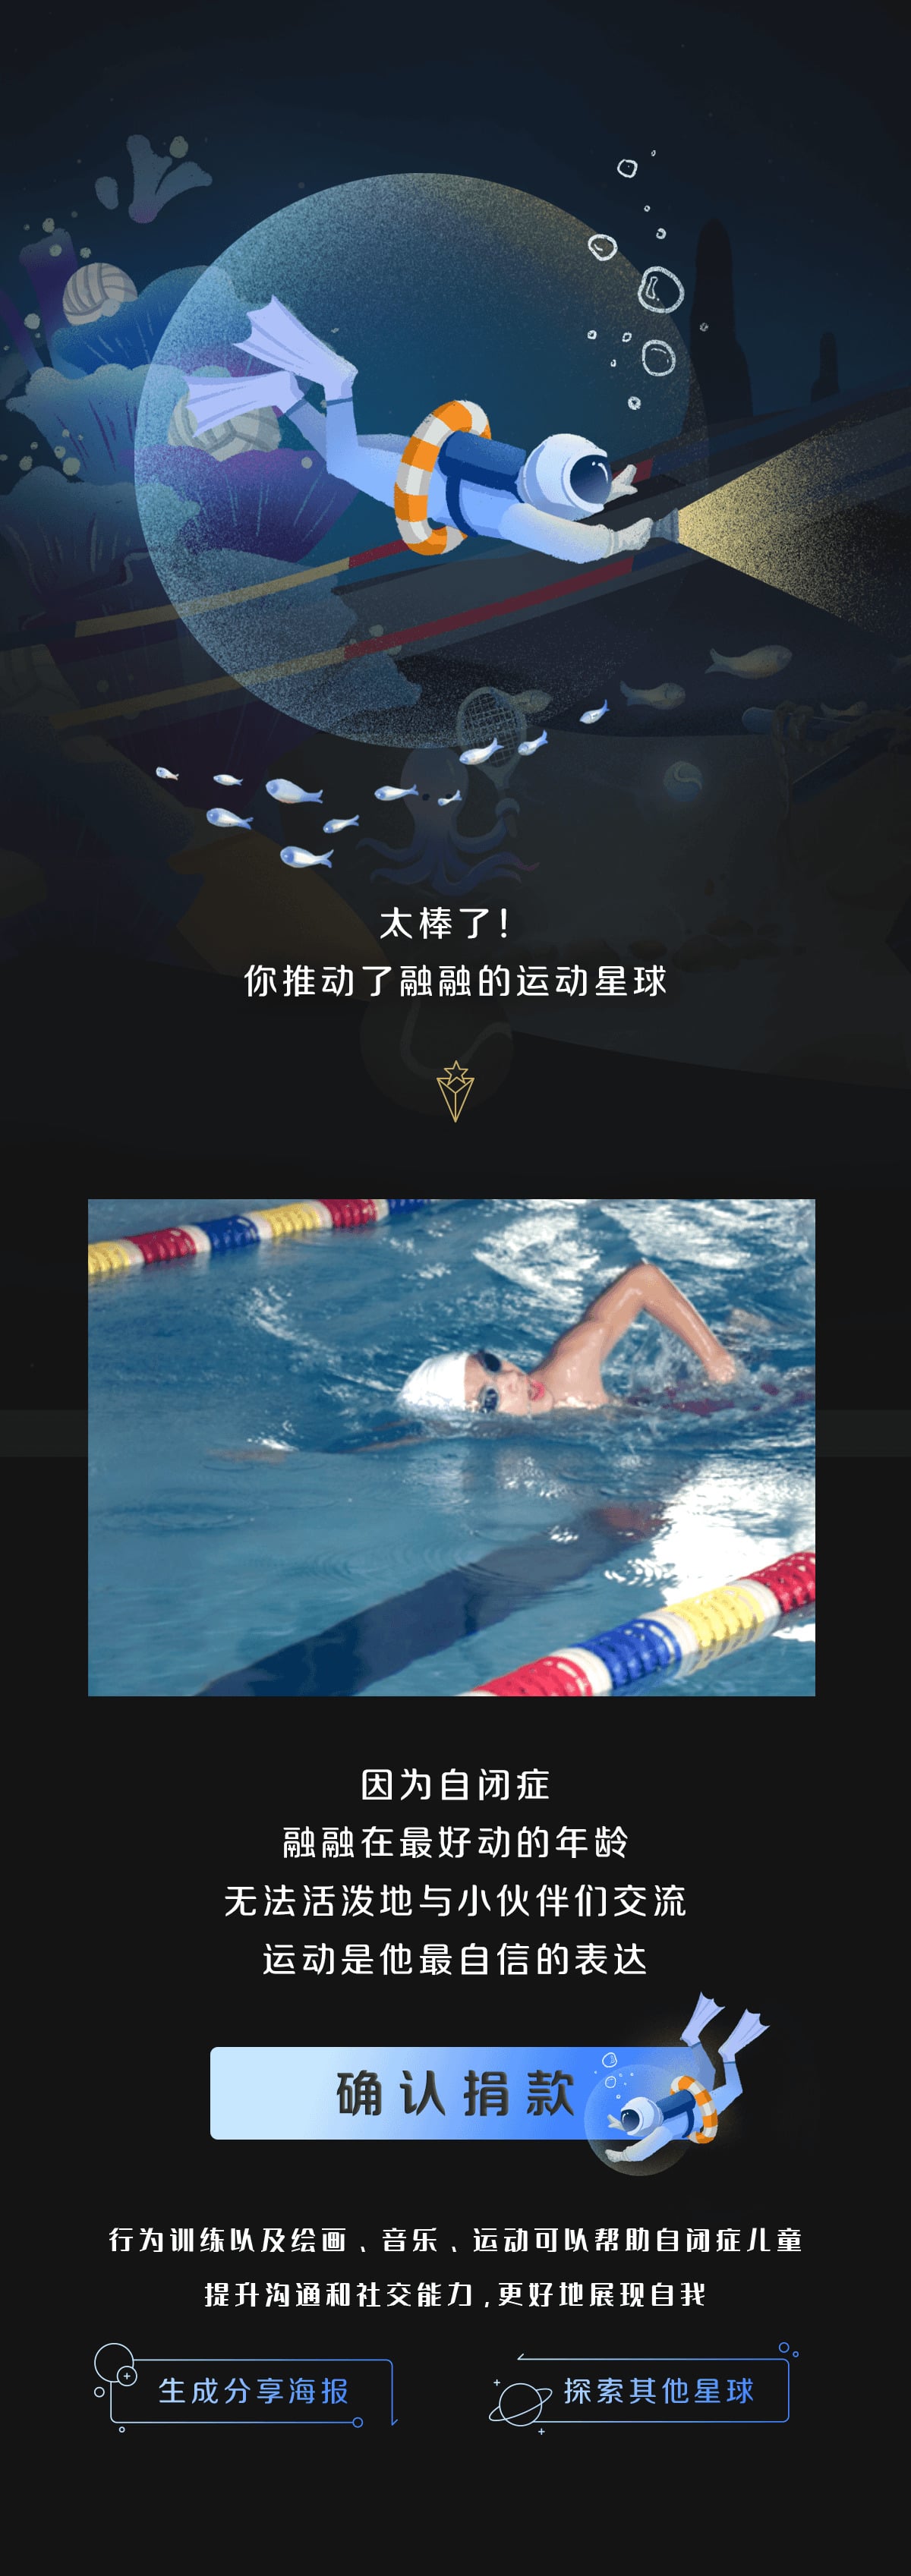 太棒了!
你推动了融融的运动星球
因为自闭症
融融在最好动的年龄
无法活泼地与小伙伴们交流
运动是他最自信的表达
确认捐款
行为训练以及绘画、音乐、运动可以帮助自闭症儿童
提升沟通和社交能力,更好地展现自我
生成分享海报
探索其他星球